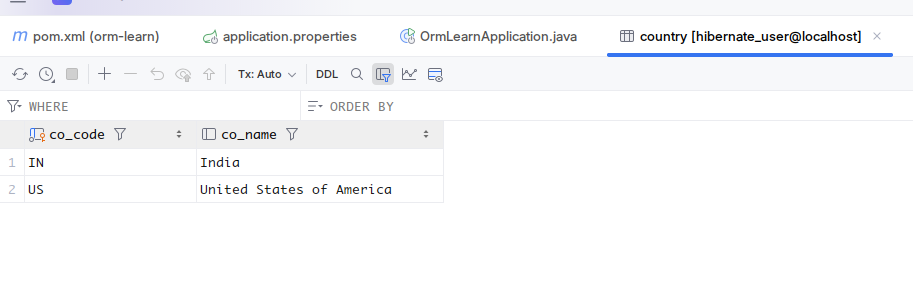 m pom.xml (orm-learn) application.properties OrmLearnApplication.java country [hibernate_user@localhost]
Tx: Auto DDL
WHERE ORDER BY
co_code co_name
1 IN India
2 US United States of America